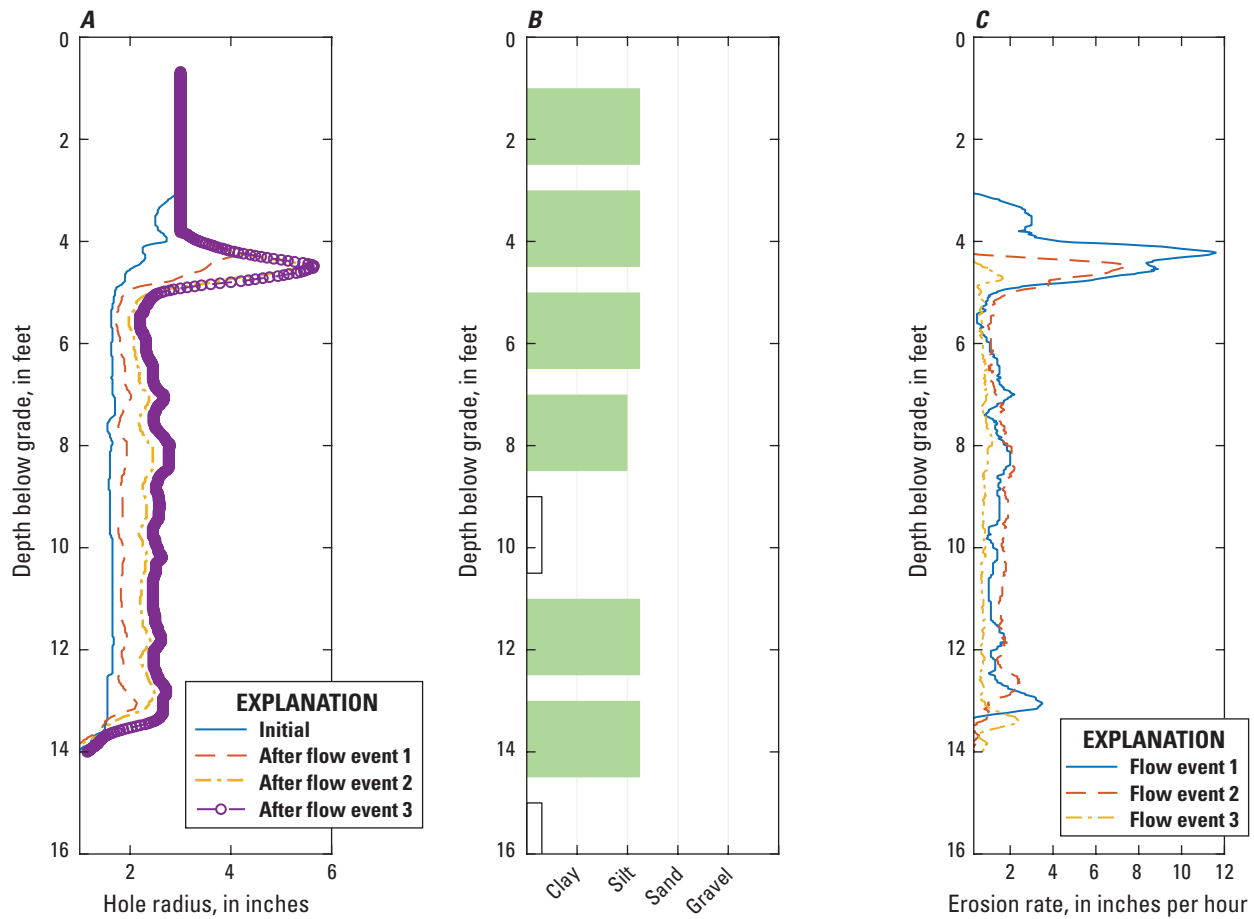 A
0
2
4
6
8
10
12
14
16
Depth below grade, in feet
2
4
6
Hole radius, in inches
EXPLANATION
Initial
After flow event 1
After flow event 2
After flow event 3
B
0
2
4
6
8
10
12
14
16
Depth below grade, in feet
Clay
Silt
Sand
Gravel
C
0
2
4
6
8
10
12
14
16
Depth below grade, in feet
2
4
6
8
10
12
Erosion rate, in inches per hour
EXPLANATION
Flow event 1
Flow event 2
Flow event 3